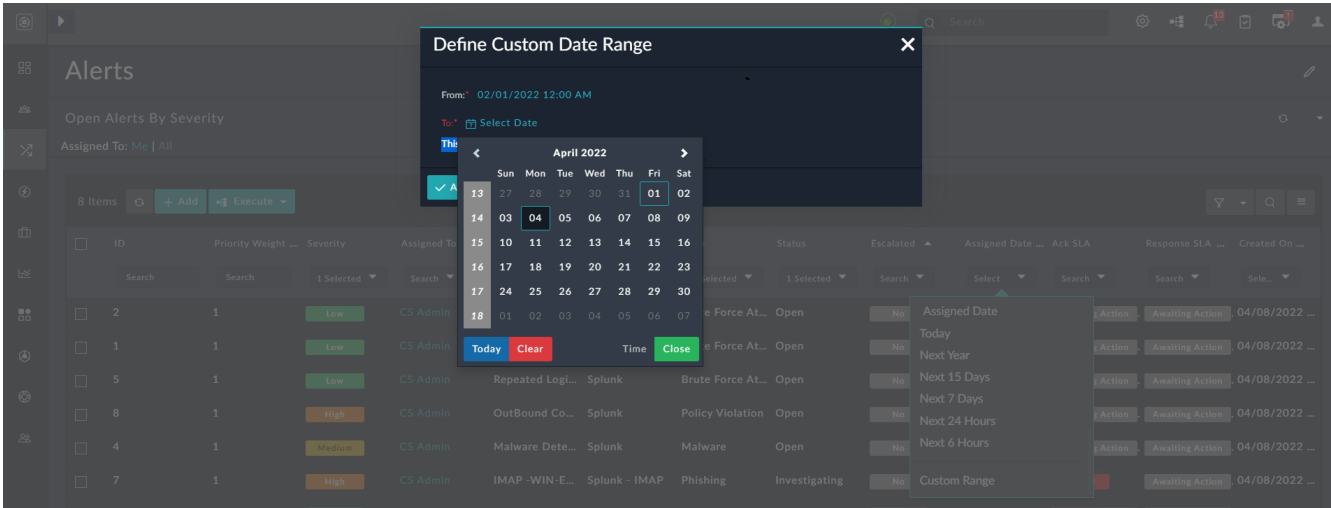 13
Search
7
Define Custom Date Range
Alerts
From:* 02/01/2022 12:00 AM
To:* Select Date
Open Alerts By Severity
Assigned To: Me | All
April 2022
Sun Mon Tue Wed Thu Fri Sat
13 27 28 29 30 31 01 02
14 03 04 05 06 07 08 09
15 10 11 12 13 14 15 16
16 17 18 19 20 21 22 23
17 24 25 26 27 28 29 30
18 01 02 03 04 05 06 07
Today Clear Time Close
8 Items + Add Execute
ID Priority Weight ... Severity Assigned To Status Escalated Assigned Date ... Ack SLA Response SLA ... Created On ...
Search Search 1 Selected Search Selected 1 Selected Search Select Search Search Sele...
2 1 Low CS Admin e Force At... Open No Action Awaiting Action 04/08/2022 ...
1 1 Low CS Admin e Force At... Open No Action Awaiting Action 04/08/2022 ...
5 1 Low CS Admin Repeated Logi... Splunk Brute Force At... Open No Action Awaiting Action 04/08/2022 ...
8 1 High CS Admin OutBound Co... Splunk Policy Violation Open No Action Awaiting Action 04/08/2022 ...
4 1 Medium CS Admin Malware Dete... Splunk Malware Open No Action Awaiting Action 04/08/2022 ...
7 1 High CS Admin IMAP -WIN-E... Splunk - IMAP Phishing Investigating No Awaiting Action 04/08/2022 ...
Assigned Date
Today
Next Year
Next 15 Days
Next 7 Days
Next 24 Hours
Next 6 Hours
Custom Range